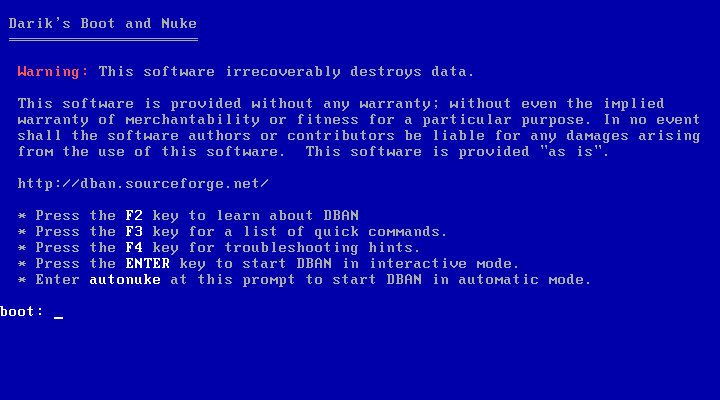 Darik's Boot and Nuke
Warning: This software irrecoverably destroys data.
This software is provided without any warranty; without even the implied
warranty of merchantability or fitness for a particular purpose. In no event
shall the software authors or contributors be liable for any damages arising
from the use of this software.  This software is provided "as is".
http://dban.sourceforge.net/
* Press the F2 key to learn about DBAN
* Press the F3 key for a list of quick commands.
* Press the F4 key for troubleshooting hints.
* Press the ENTER key to start DBAN in interactive mode.
* Enter autonuke at this prompt to start DBAN in automatic mode.
boot: _